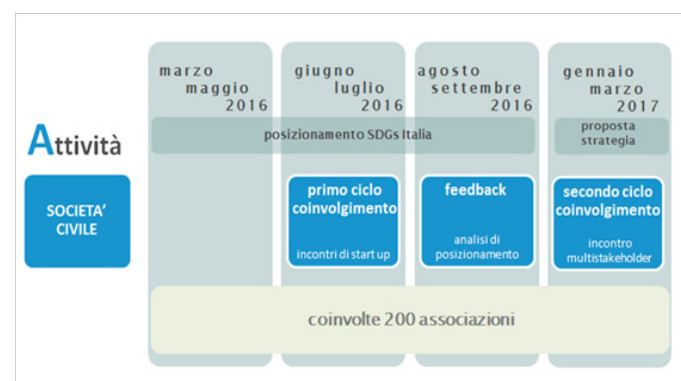 marzo
maggio
2016
giugno
luglio
2016
agosto
settembre
2016
gennaio
marzo
2017
posizionamento SDGs Italia
proposta
strategia
Attività
SOCIETA’
CIVILE
primo ciclo
coinvolgimento
incontri di start up
feedback
analisi di
posizionamento
secondo ciclo
coinvolgimento
incontro
multistakeholder
coinvolte 200 associazioni